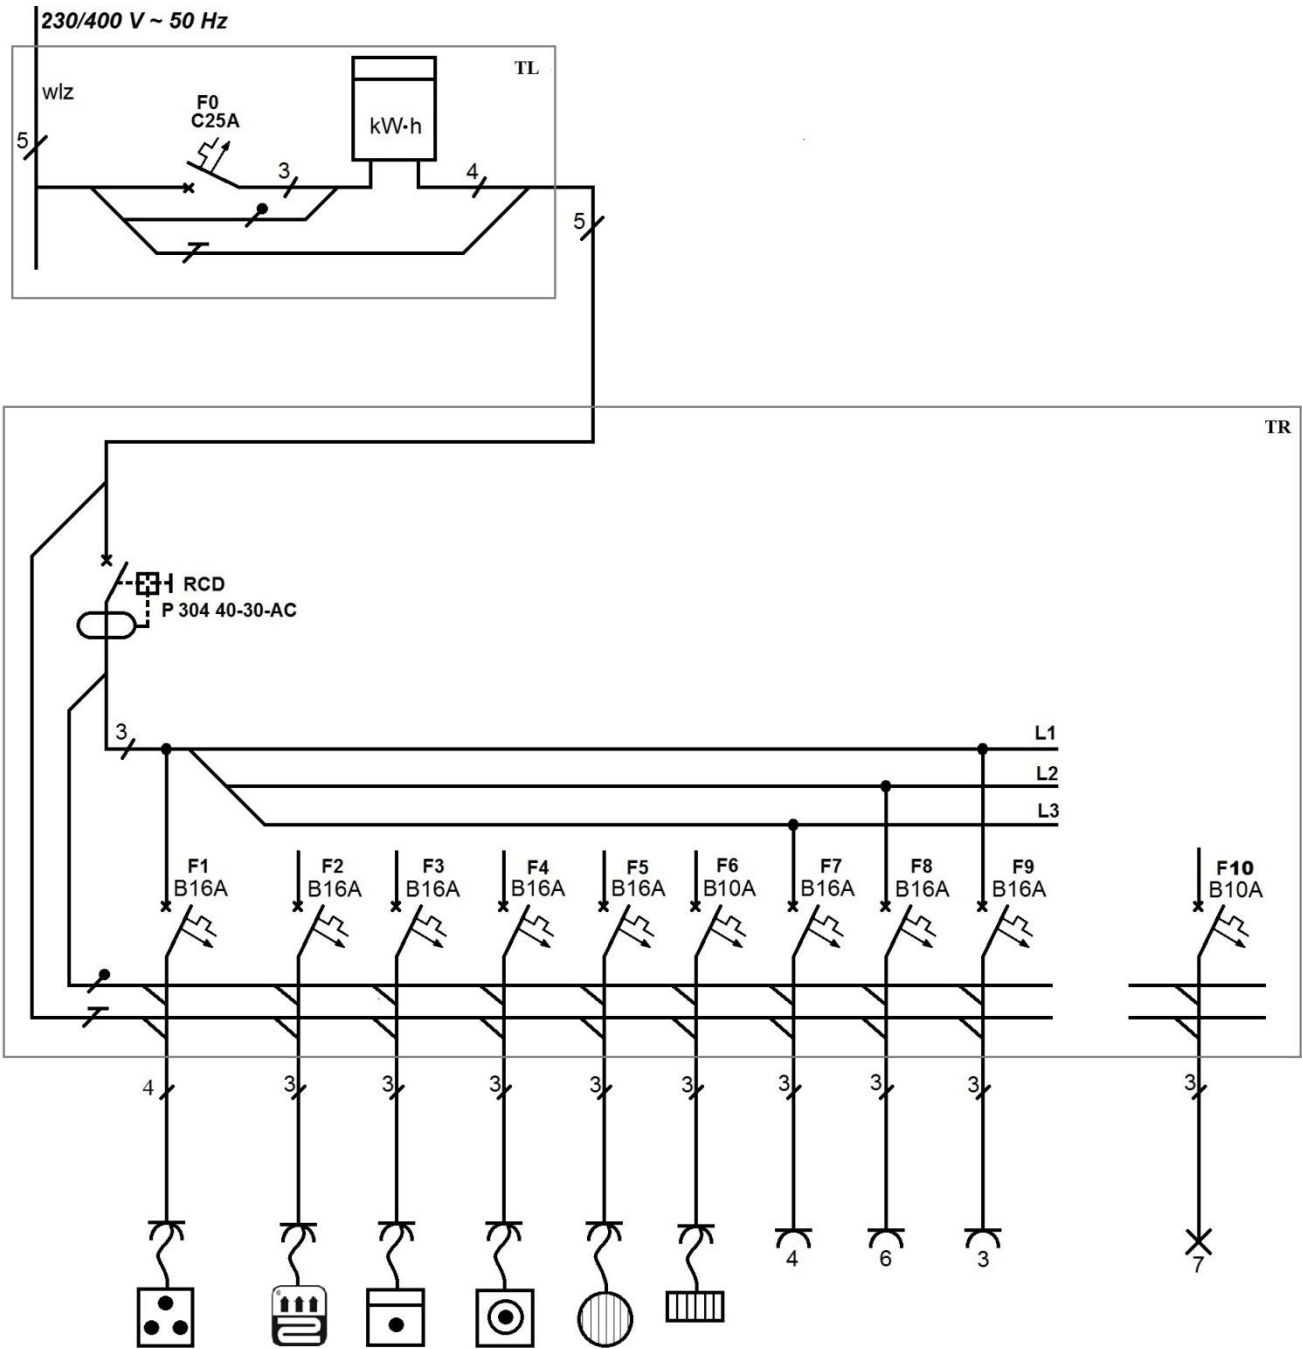 230/400 V ~ 50 Hz
TL
wlz
F0
C25A
kW·h
5
3
4
5
TR
RCD
P 304 40-30-AC
3
L1
L2
L3
F1
B16A
F2
B16A
F3
B16A
F4
B16A
F5
B16A
F6
B10A
F7
B16A
F8
B16A
F9
B16A
F10
B10A
4
3
3
3
3
3
3
3
3
3
4
6
3
7